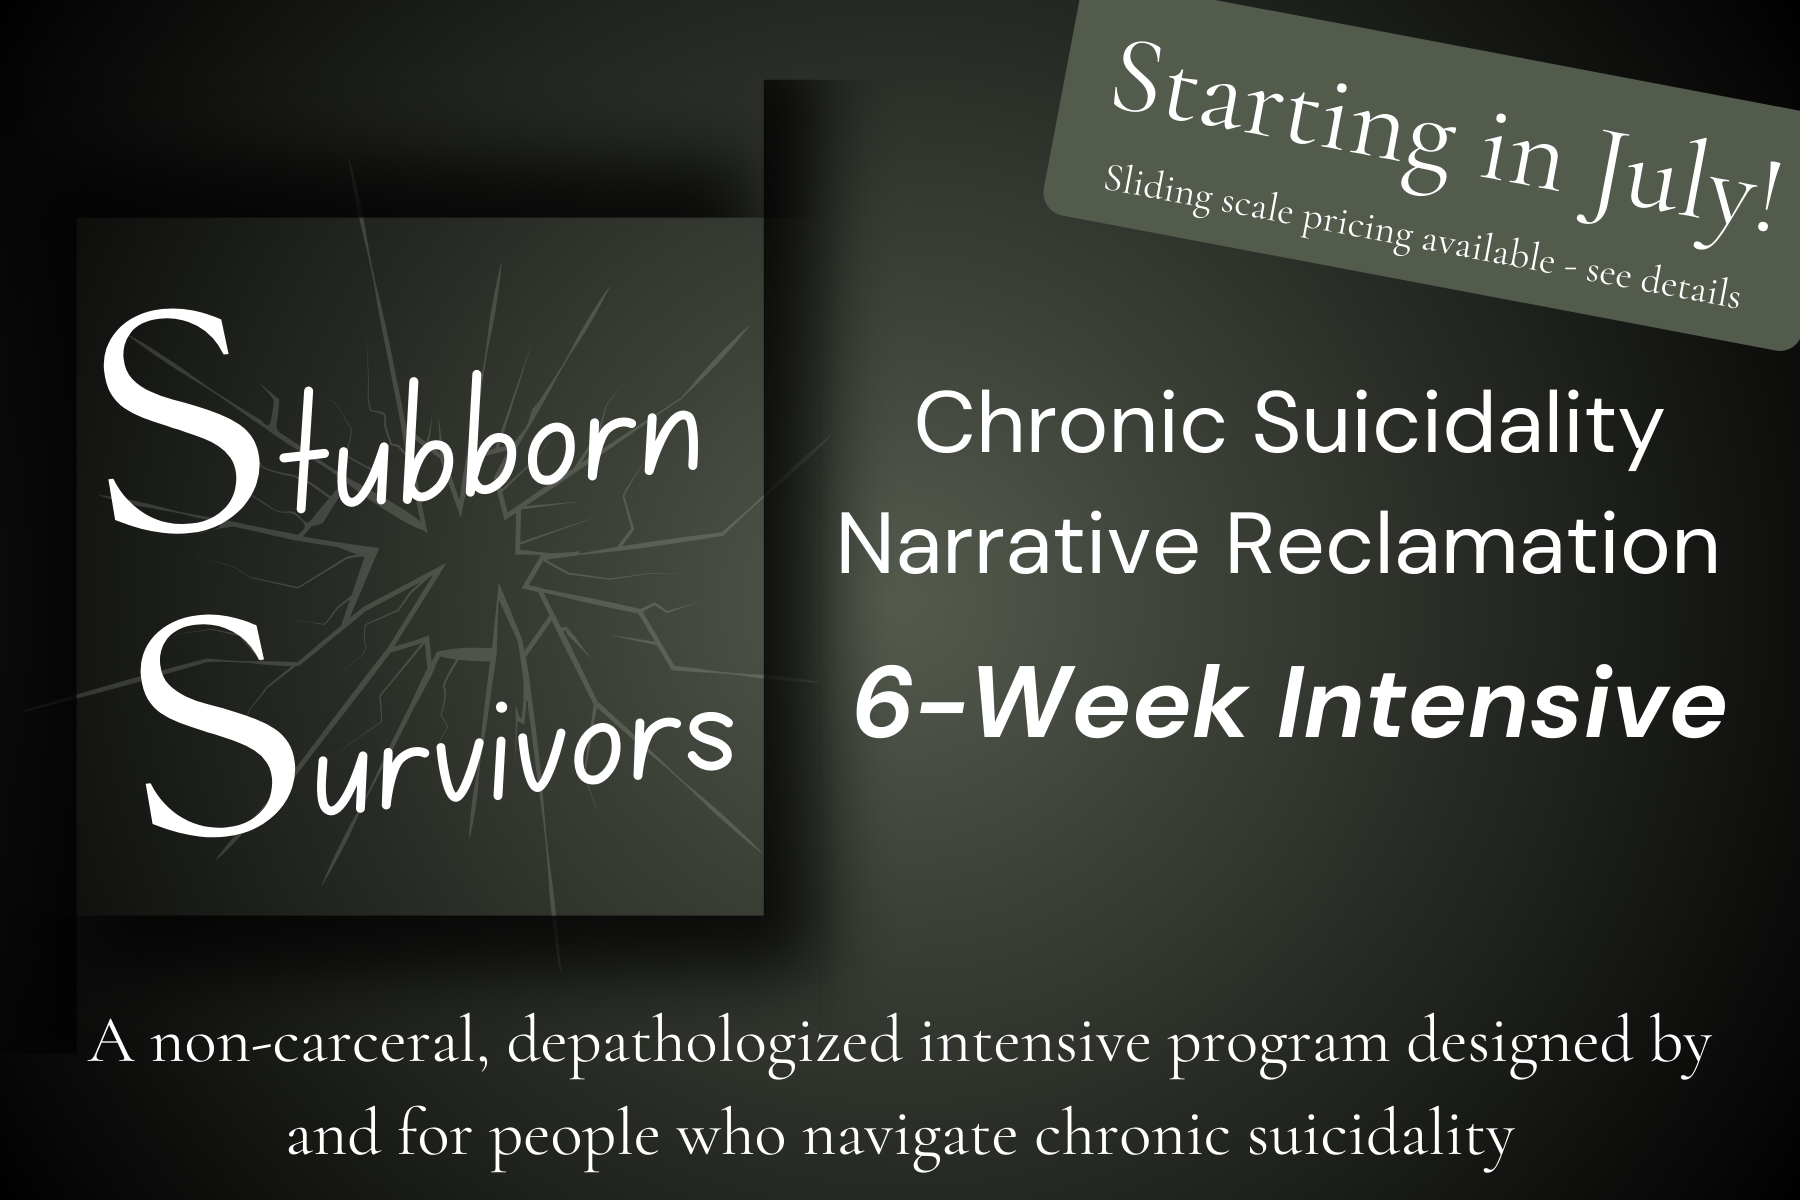 Starting in July!
Sliding scale pricing available - see details
Stubborn
Survivors
Chronic Suicidality
Narrative Reclamation
6-Week Intensive
A non-carceral, depathologized intensive program designed by
and for people who navigate chronic suicidality